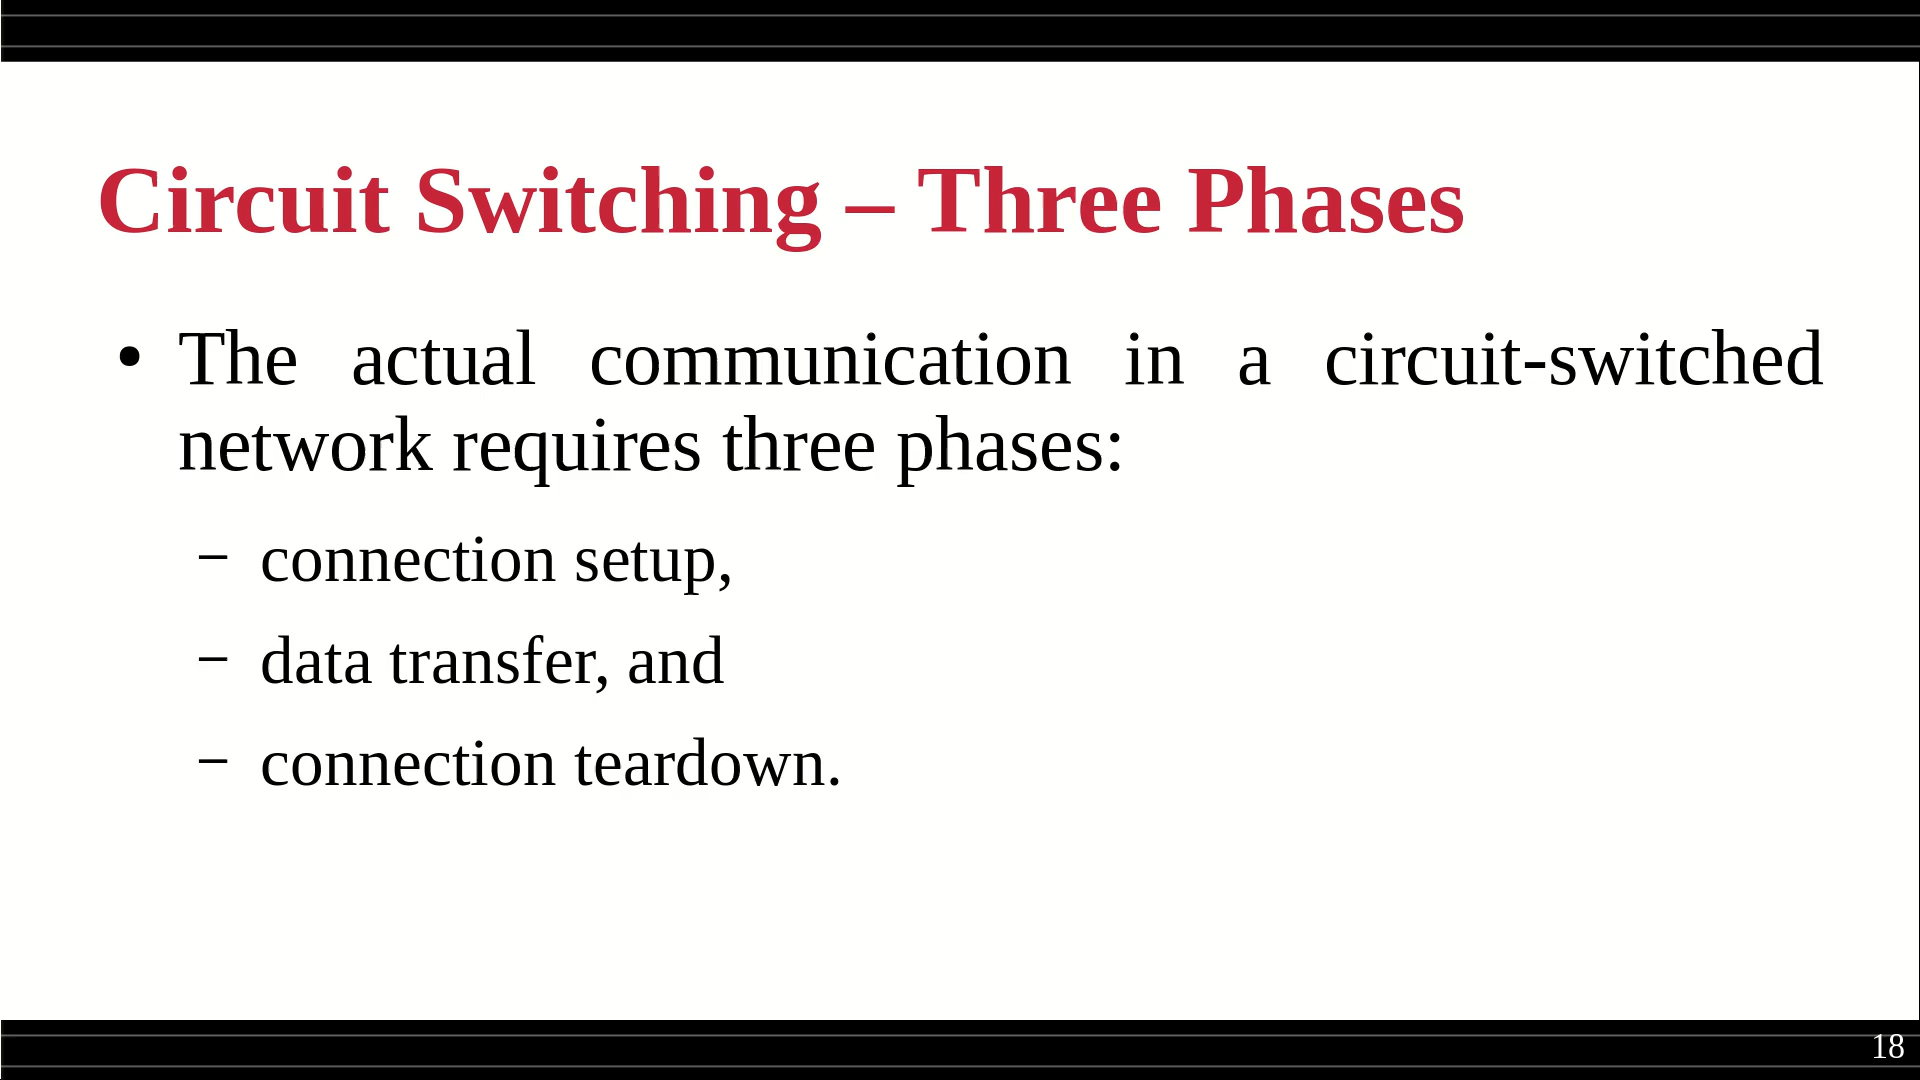 Circuit Switching – Three Phases
• The actual communication in a circuit-switched
network requires three phases:
– connection setup,
– data transfer, and
– connection teardown.
18